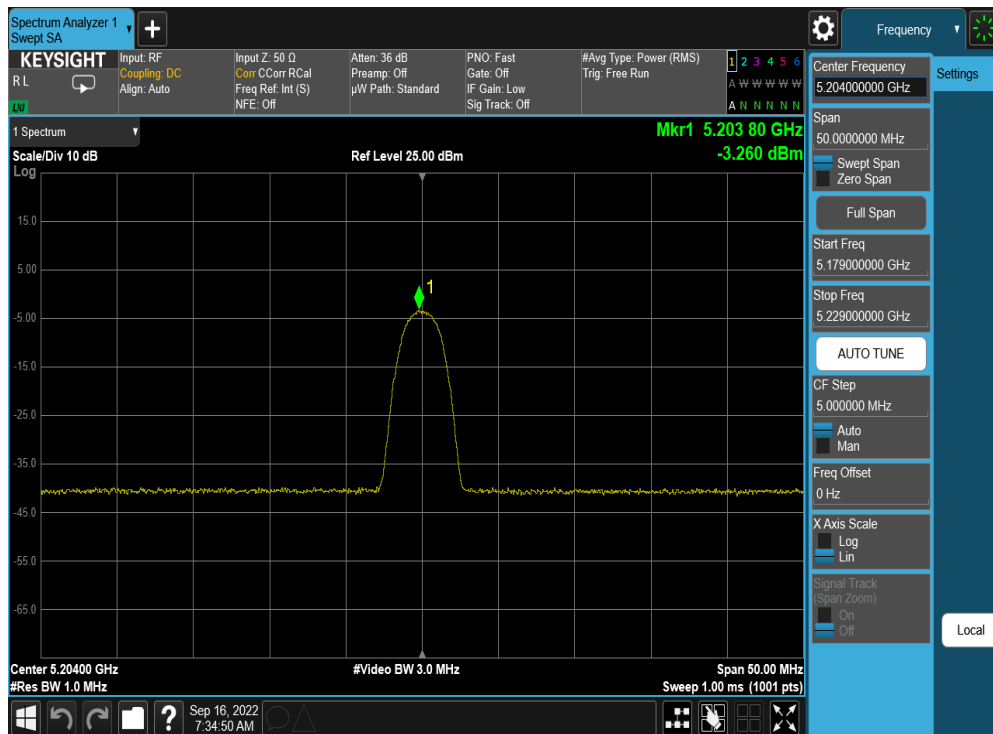 Spectrum Analyzer 1
Swept SA
+
Frequency
KEYSIGHT
R L
LXI
Input: RF
Coupling: DC
Align: Auto
Input Z: 50 Ω
Corr CCorr RCal
Freq Ref: Int (S)
NFE: Off
Atten: 36 dB
Preamp: Off
µW Path: Standard
PNO: Fast
Gate: Off
IF Gain: Low
Sig Track: Off
#Avg Type: Power (RMS)
Trig: Free Run
1 2 3 4 5 6
A W W W W W
A N N N N N
1 Spectrum
Scale/Div 10 dB
Log
Ref Level 25.00 dBm
Mkr1 5.203 80 GHz
-3.260 dBm
15.0
5.00
-5.00
-15.0
-25.0
-35.0
-45.0
-55.0
-65.0
1
Center 5.20400 GHz
#Res BW 1.0 MHz
#Video BW 3.0 MHz
Span 50.00 MHz
Sweep 1.00 ms (1001 pts)
Center Frequency
5.204000000 GHz
Span
50.0000000 MHz
Swept Span
Zero Span
Full Span
Start Freq
5.179000000 GHz
Stop Freq
5.229000000 GHz
AUTO TUNE
CF Step
5.000000 MHz
Auto
Man
Freq Offset
0 Hz
X Axis Scale
Log
Lin
Signal Track
(Span Zoom)
On
Off
Settings
Local
?
Sep 16, 2022
7:34:50 AM